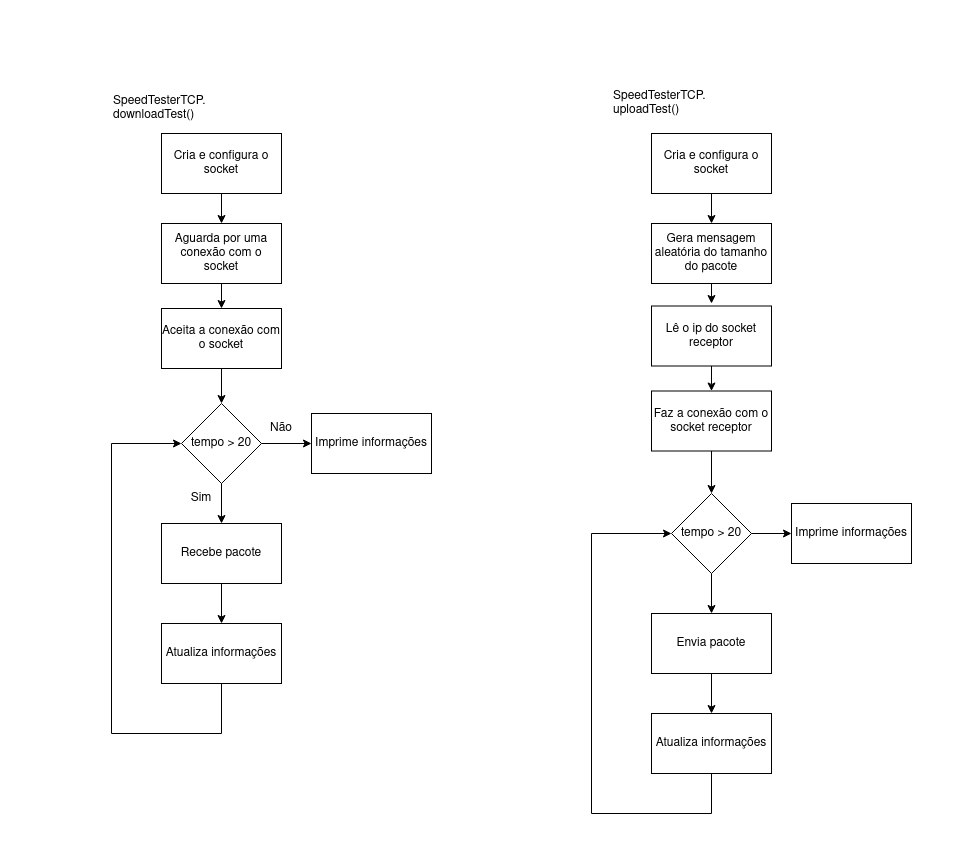 SpeedTesterTCP.
downloadTest()
Cria e configura o
socket
Aguarda por uma
conexão com o
socket
Aceita a conexão com
o socket
tempo > 20
Não
Imprime informações
Sim
Recebe pacote
Atualiza informações
SpeedTesterTCP.
uploadTest()
Cria e configura o
socket
Gera mensagem
aleatória do tamanho
do pacote
Lê o ip do socket
receptor
Faz a conexão com o
socket receptor
tempo > 20
Imprime informações
Envia pacote
Atualiza informações